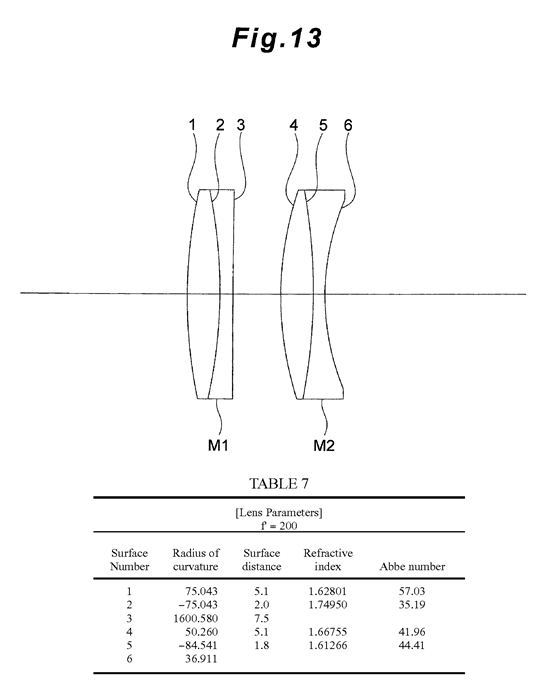 Fig.13
1 2 3 4 5 6
M1 M2
TABLE 7
[Lens Parameters]
f' = 200
Surface Number Radius of curvature Surface distance Refractive index Abbe number
1 75.043 5.1 1.62801 57.03
2 −75.043 2.0 1.74950 35.19
3 1600.580 7.5
4 50.260 5.1 1.66755 41.96
5 −84.541 1.8 1.61266 44.41
6 36.911